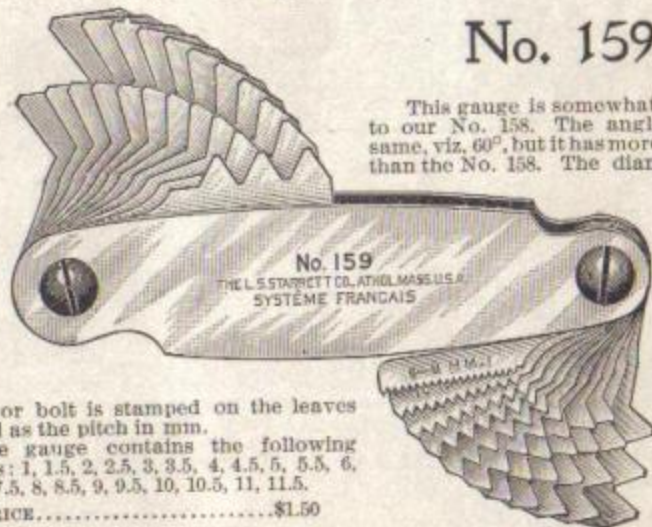 No. 159
This gauge is somewhat
to our No. 158. The angl
same, viz. 60°, but it has more
than the No. 158. The diam
No. 159
THE L.S. STARRETT CO. ATHOL, MASS. U.S.A.
SYSTÈME FRANCAIS
6—8 M M.
or bolt is stamped on the leaves
l as the pitch in mm.
e gauge contains the following
s: 1, 1.5, 2, 2.5, 3, 3.5, 4, 4.5, 5, 5.5, 6,
7.5, 8, 8.5, 9, 9.5, 10, 10.5, 11, 11.5.
RICE........................$1.50